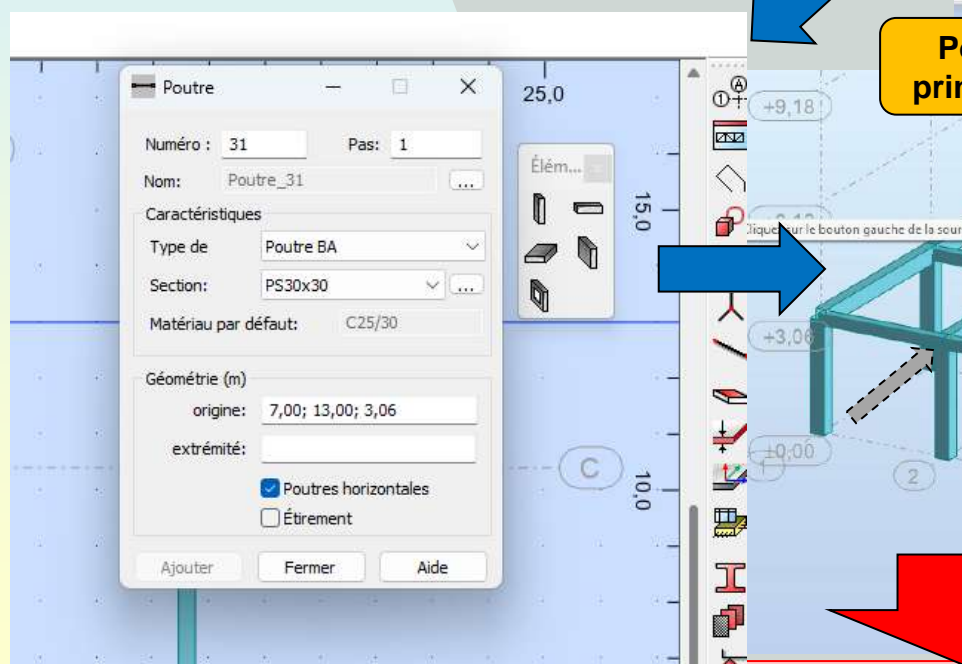 Poutre
Numéro : 31 Pas: 1
Nom: Poutre_31 ...
Caractéristiques
Type de Poutre BA
Section: PS30x30 ...
Matériau par défaut: C25/30
Géométrie (m)
origine: 7,00; 13,00; 3,06
extrémité:
Poutres horizontales
Étirement
Ajouter Fermer Aide
25,0
Élém...
15,0
C
10,0
+9,18
Cliquez sur le bouton gauche de la sour
+3,06
±0,00
1
2